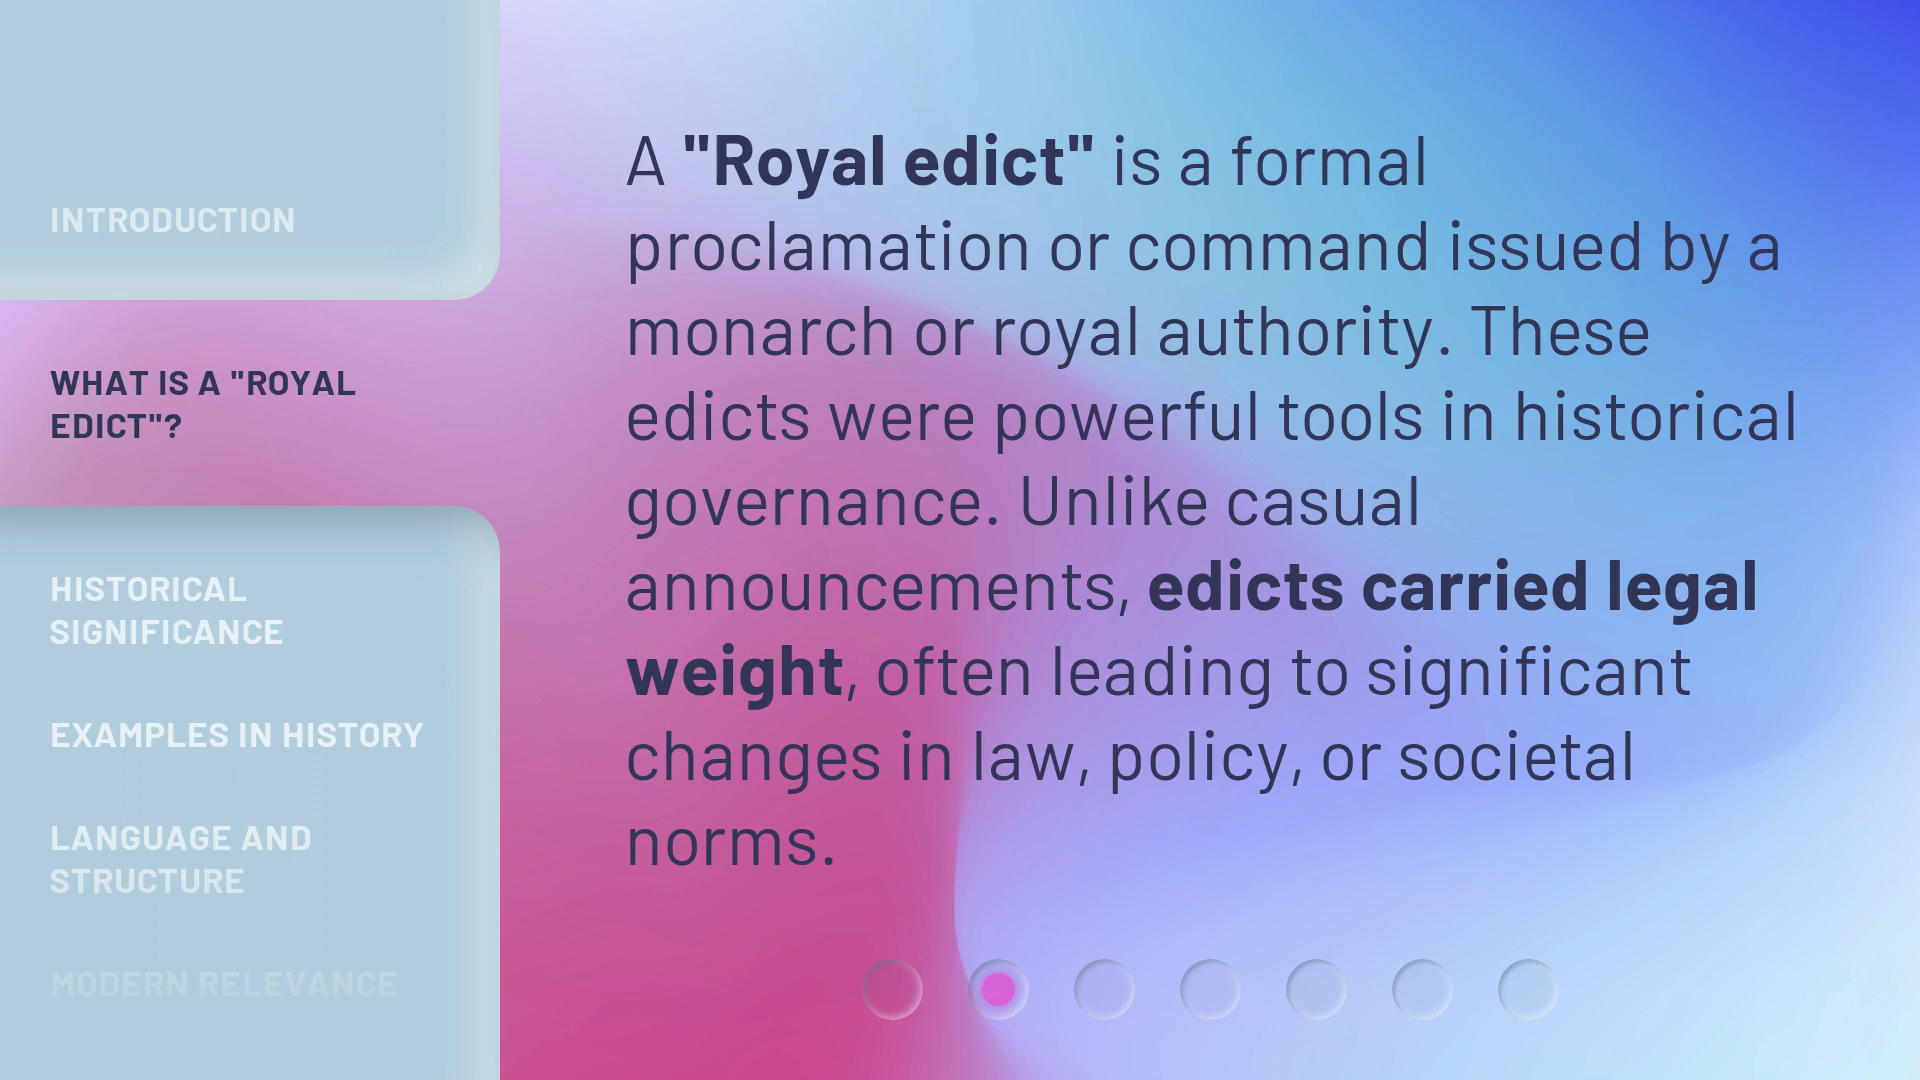 INTRODUCTION
WHAT IS A "ROYAL
EDICT"?
HISTORICAL
SIGNIFICANCE
EXAMPLES IN HISTORY
LANGUAGE AND
STRUCTURE
MODERN RELEVANCE
A "Royal edict" is a formal
proclamation or command issued by a
monarch or royal authority. These
edicts were powerful tools in historical
governance. Unlike casual
announcements, edicts carried legal
weight, often leading to significant
changes in law, policy, or societal
norms.